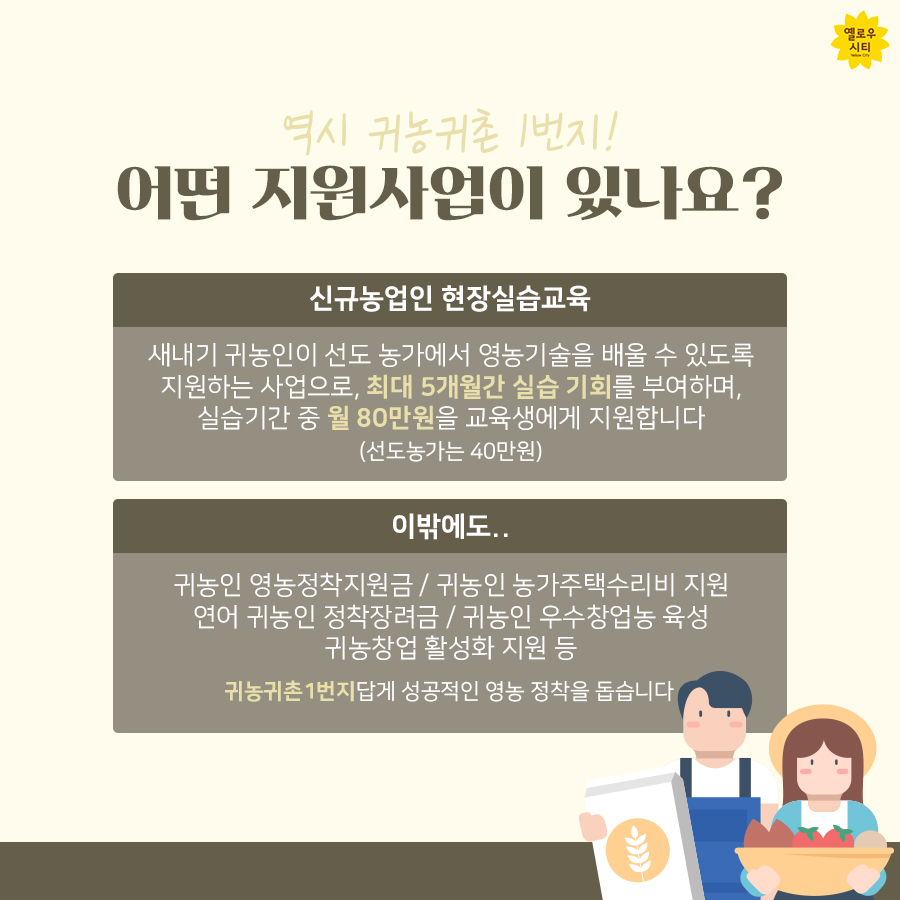 옐로우
시티
Yellow City
역시 귀농귀촌 1번지!
어떤 지원사업이 있나요?
신규농업인 현장실습교육
새내기 귀농인이 선도 농가에서 영농기술을 배울 수 있도록
지원하는 사업으로, 최대 5개월간 실습 기회를 부여하며,
실습기간 중 월 80만원을 교육생에게 지원합니다
(선도농가는 40만원)
이밖에도..
귀농인 영농정착지원금 / 귀농인 농가주택수리비 지원
연어 귀농인 정착장려금 / 귀농인 우수창업농 육성
귀농창업 활성화 지원 등
귀농귀촌1번지답게 성공적인 영농 정착을 돕습니다